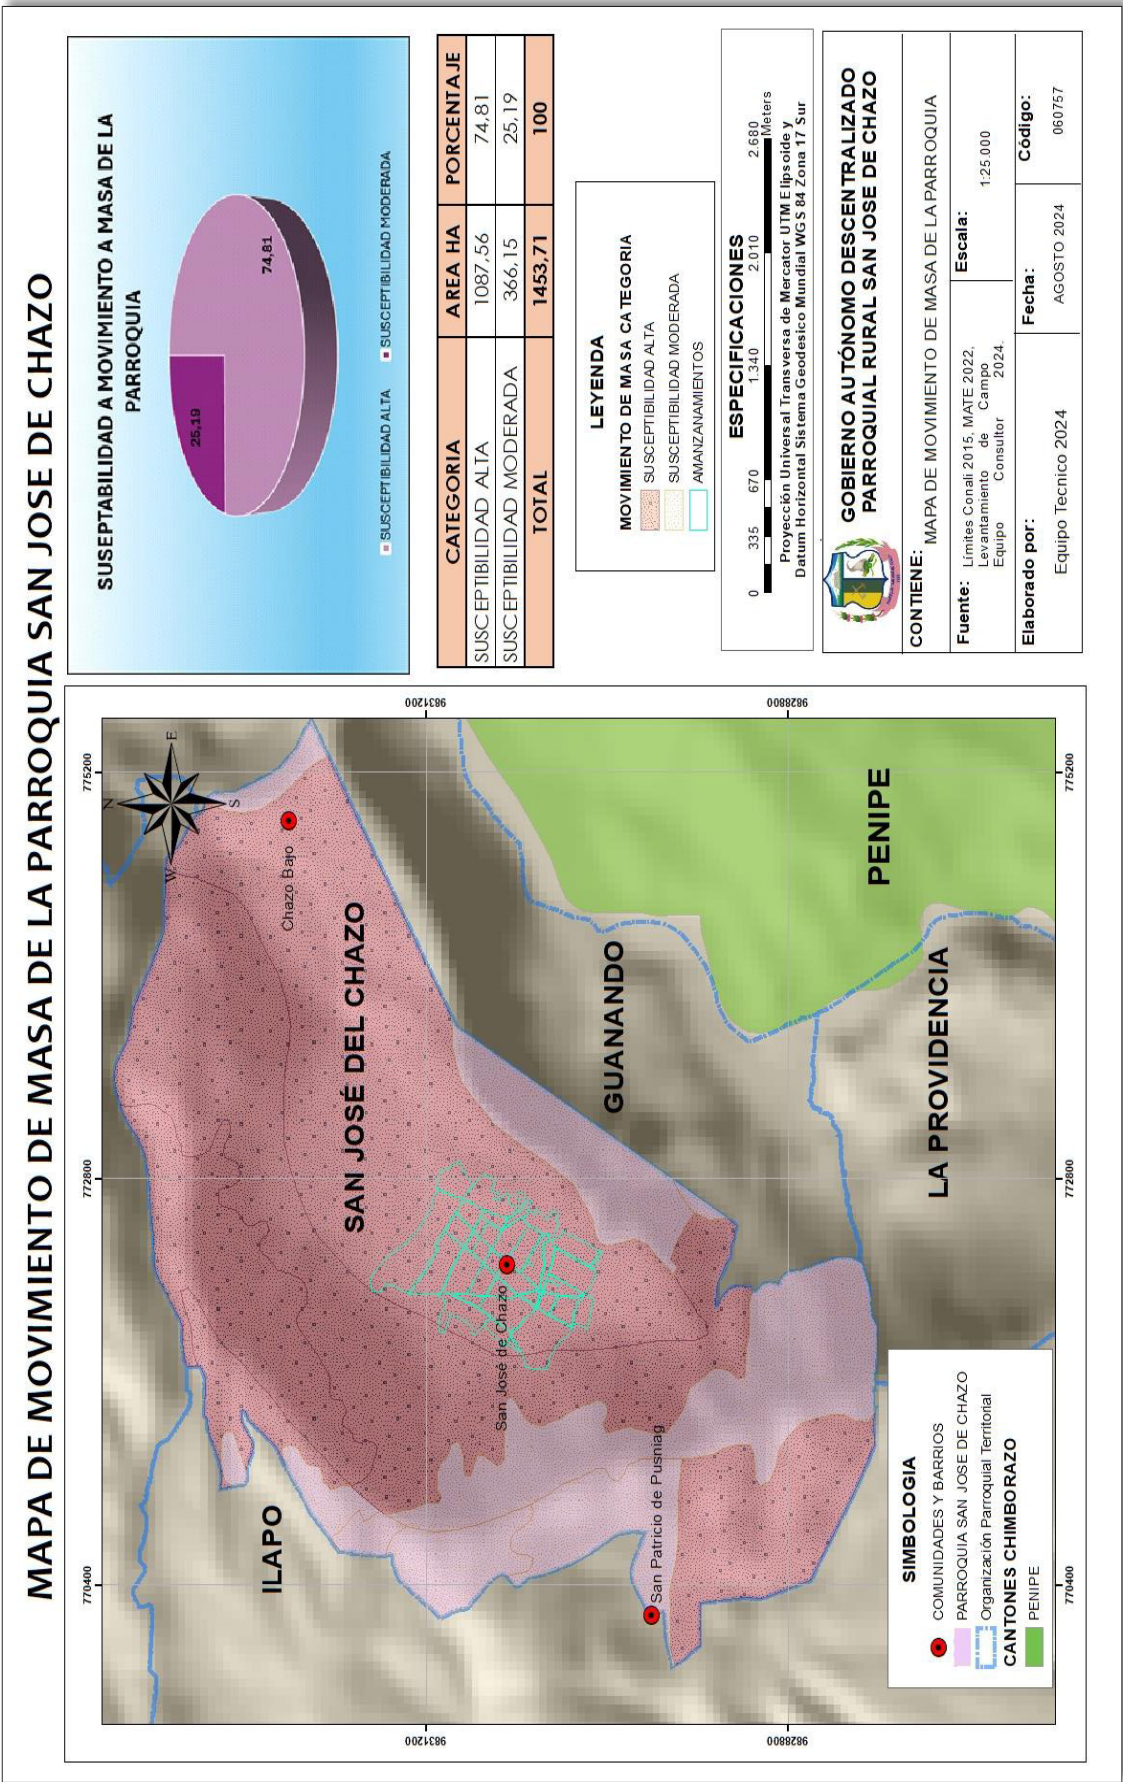 MAPA DE MOVIMIENTO DE MASA DE LA PARROQUIA SAN JOSE DE CHAZO
770400
772800
775200
N
W
E
S
9831200
9831200
9828800
9828800
770400
772800
775200
ILAPO
SAN JOSÉ DEL CHAZO
Chazo Bajo
San José de Chazo
San Patricio de Pusniag
GUANANDO
PENIPE
LA PROVIDENCIA
SIMBOLOGIA
COMUNIDADES Y BARRIOS
PARROQUIA SAN JOSE DE CHAZO
Organización Parroquial Territorial
CANTONES CHIMBORAZO
PENIPE
SUSEPTABILIDAD A MOVIMIENTO A MASA DE LA
PARROQUIA
25,19
74,81
SUSCEPTIBILIDAD ALTA SUSCEPTIBILIDAD MODERADA
CATEGORIA AREA HA PORCENTAJE
SUSCEPTIBILIDAD ALTA 1087,56 74,81
SUSCEPTIBILIDAD MODERADA 366,15 25,19
TOTAL 1453,71 100
LEYENDA
MOVIMIENTO DE MASA CATEGORIA
SUSCEPTIBILIDAD ALTA
SUSCEPTIBILIDAD MODERADA
AMANZANAMIENTOS
ESPECIFICACIONES
0 335 670 1.340 2.010 2.680
Meters
Proyección Universal Transversa de Mercator UTM Elipsoide y
Datum Horizontal Sistema Geodesico Mundial WGS 84 Zona 17 Sur
GOBIERNO AUTÓNOMO DESCENTRALIZADO
PARROQUIAL RURAL SAN JOSE DE CHAZO
CONTIENE:
MAPA DE MOVIMIENTO DE MASA DE LA PARROQUIA
Fuente: Límites Conali 2015, MATE 2022,
Levantamiento de Campo
Equipo Consultor 2024.
Escala:
1:25.000
Elaborado por:
Equipo Tecnico 2024
Fecha:
AGOSTO 2024
Código:
060757